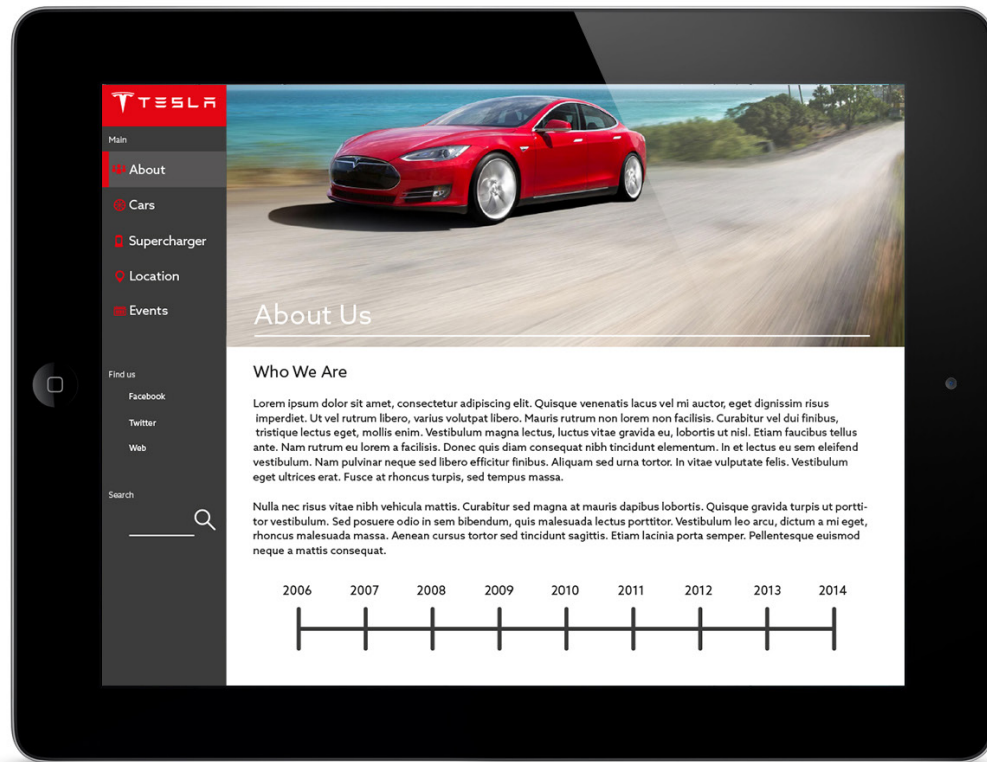 TESLA
Main
About
Cars
Supercharger
Location
Events
Find us
Facebook
Twitter
Web
Search
About Us
Who We Are
Lorem ipsum dolor sit amet, consectetur adipiscing elit. Quisque venenatis lacus vel mi auctor, eget dignissim risus
imperdiet. Ut vel rutrum libero, varius volutpat libero. Mauris rutrum non lorem non facilisis. Curabitur vel dui finibus,
tristique lectus eget, mollis enim. Vestibulum magna lectus, luctus vitae gravida eu, lobortis ut nisl. Etiam faucibus tellus
ante. Nam rutrum eu lorem a facilisis. Donec quis diam consequat nibh tincidunt elementum. In et lectus eu sem eleifend
vestibulum. Nam pulvinar neque sed libero efficitur finibus. Aliquam sed urna tortor. In vitae vulputate felis. Vestibulum
eget ultrices erat. Fusce at rhoncus turpis, sed tempus massa.
Nulla nec risus vitae nibh vehicula mattis. Curabitur sed magna at mauris dapibus lobortis. Quisque gravida turpis ut portti-
tor vestibulum. Sed posuere odio in sem bibendum, quis malesuada lectus porttitor. Vestibulum leo arcu, dictum a mi eget,
rhoncus malesuada massa. Aenean cursus tortor sed tincidunt sagittis. Etiam lacinia porta semper. Pellentesque euismod
neque a mattis consequat.
2006 2007 2008 2009 2010 2011 2012 2013 2014